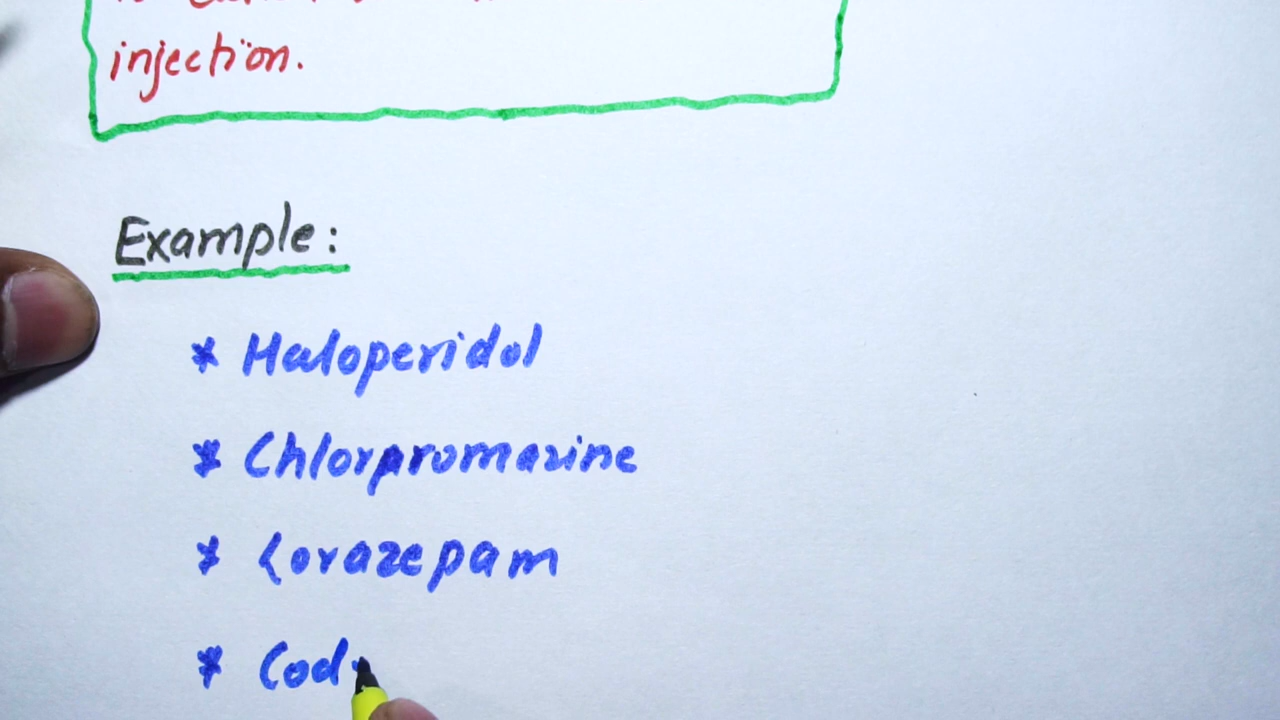 injection.
Example:
* Haloperidol
* Chlorpromazine
* Lorazepam
* Cod